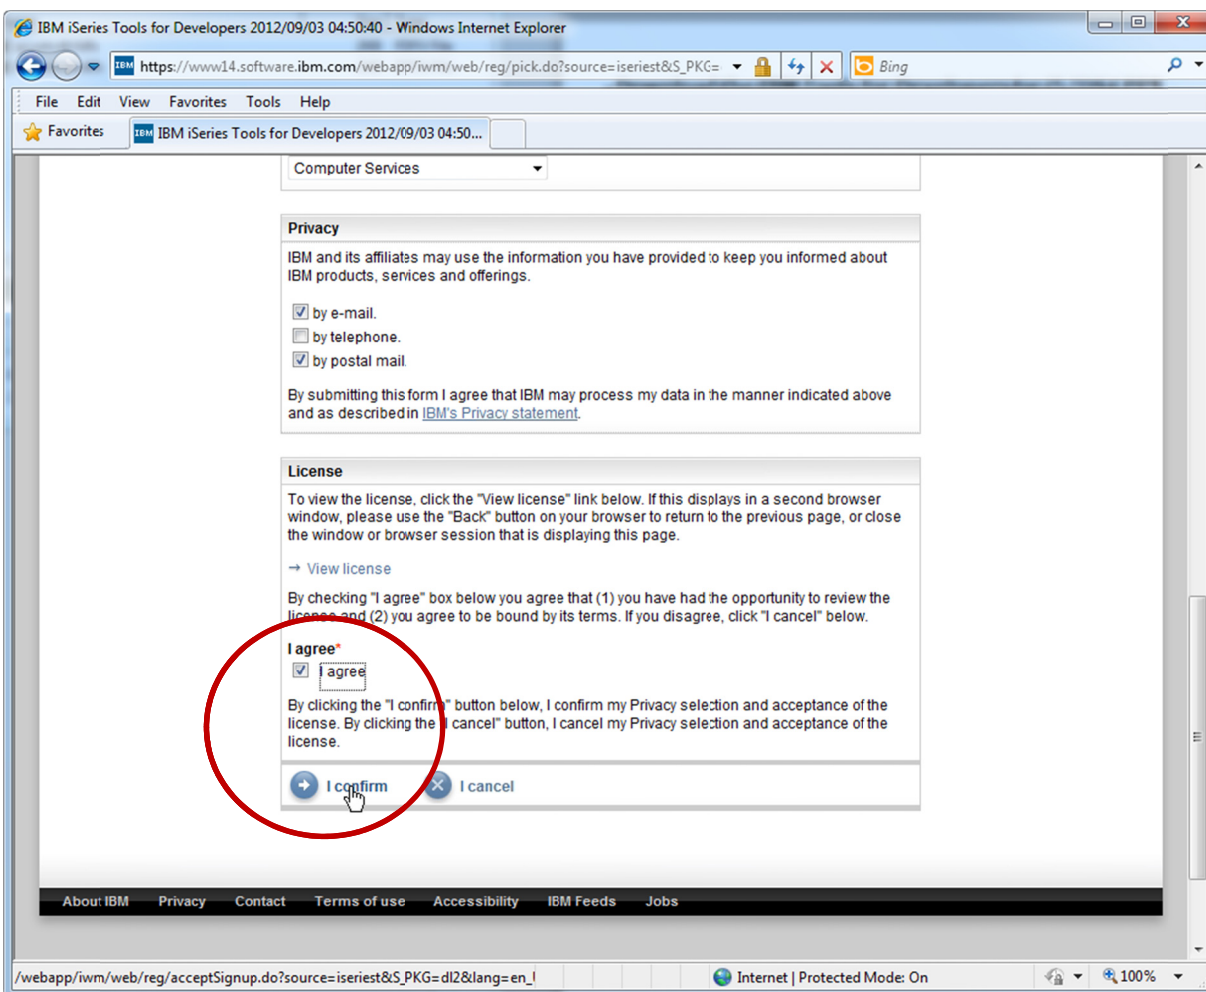 IBM iSeries Tools for Developers 2012/09/03 04:50:40 - Windows Internet Explorer
IBM https://www14.software.ibm.com/webapp/iwm/web/reg/pick.do?source=iseriest&S_PKG= Bing
File Edit View Favorites Tools Help
Favorites IBM IBM iSeries Tools for Developers 2012/09/03 04:50...
Computer Services
Privacy
IBM and its affiliates may use the information you have provided to keep you informed about
IBM products, services and offerings.
by e-mail.
by telephone.
by postal mail
By submitting this form I agree that IBM may process my data in the manner indicated above
and as described in IBM's Privacy statement.
License
To view the license, click the "View license" link below. If this displays in a second browser
window, please use the "Back" button on your browser to return to the previous page, or close
the window or browser session that is displaying this page.
→ View license
By checking "I agree" box below you agree that (1) you have had the opportunity to review the
license and (2) you agree to be bound by its terms. If you disagree, click "I cancel" below.
I agree*
I agree
By clicking the "I confirm" button below, I confirm my Privacy selection and acceptance of the
license. By clicking the "I cancel" button, I cancel my Privacy selection and acceptance of the
license.
I confirm I cancel
About IBM Privacy Contact Terms of use Accessibility IBM Feeds Jobs
/webapp/iwm/web/reg/acceptSignup.do?source=iseriest&S_PKG=dl2&lang=en_ Internet | Protected Mode: On 100%